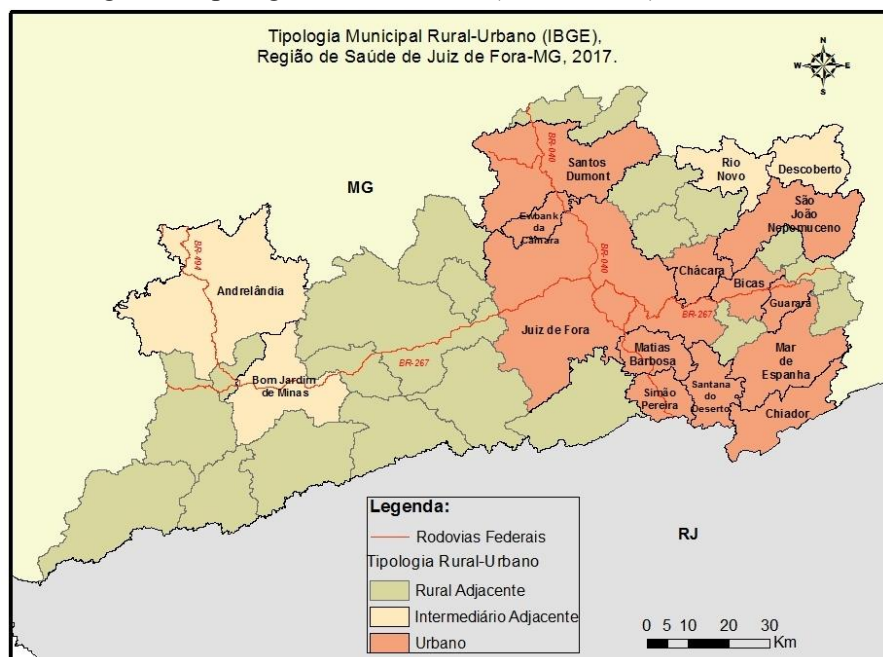 Tipologia Municipal Rural-Urbano (IBGE),
Região de Saúde de Juiz de Fora-MG, 2017.
N
W E
S
MG
BR-040
Santos
Dumont
Rio
Novo
Descoberto
São
João
Nepomuceno
Ewbank
da
Câmara
BR-494
Andrelândia
BR-040
Chácara
Bicas
Guarará
BR-267
Juiz de Fora
Matias
Barbosa
Mar
de
Espanha
BR-267
Bom Jardim
de Minas
Simão
Pereira
Santana
do
Deserto
Chiador
Legenda:
Rodovias Federais
Tipologia Rural-Urbano
Rural Adjacente
Intermediário Adjacente
Urbano
RJ
0 5 10 20 30
Km